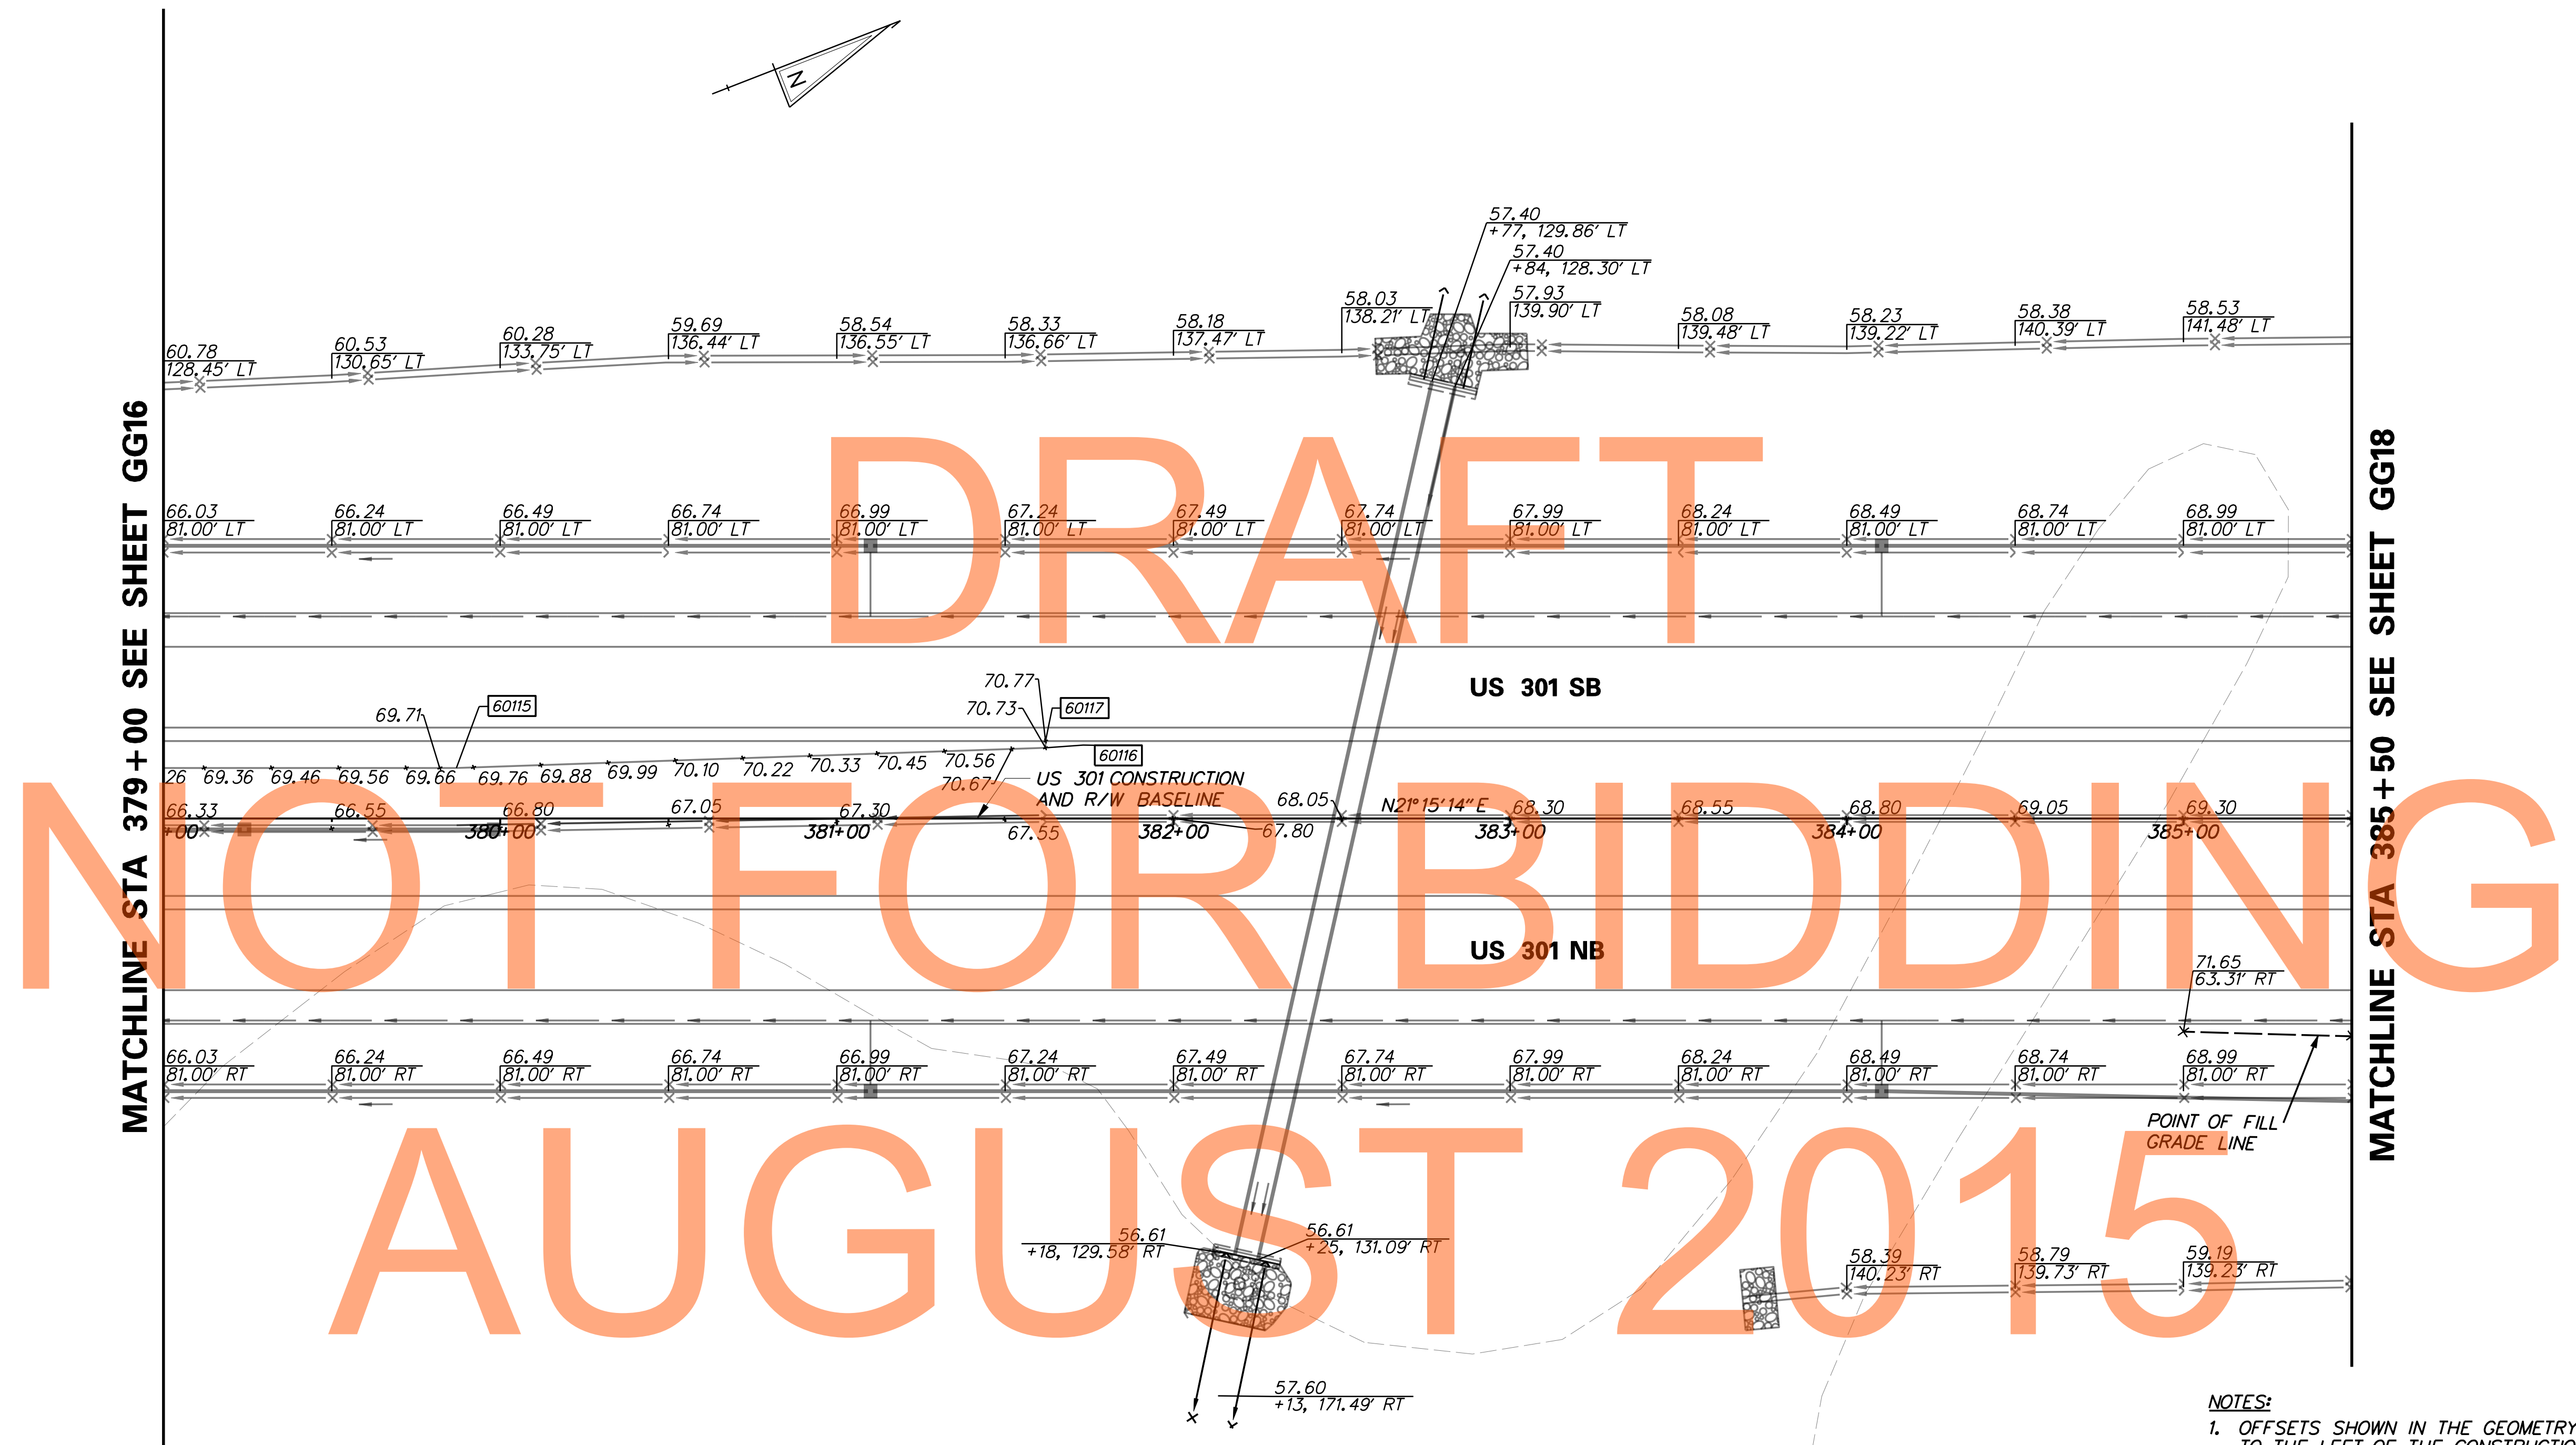 N
57.40
+77, 129.86' LT
57.40
+84, 128.30' LT
58.03
138.21' LT
57.93
139.90' LT
58.08
139.48' LT
58.23
139.22' LT
58.38
140.39' LT
58.53
141.48' LT
60.78
128.45' LT
60.53
130.65' LT
60.28
133.75' LT
59.69
136.44' LT
58.54
136.55' LT
58.33
136.66' LT
58.18
137.47' LT
MATCHLINE STA 379+00 SEE SHEET GG16
MATCHLINE STA 385+50 SEE SHEET GG18
DRAFT
66.03
81.00' LT
66.24
81.00' LT
66.49
81.00' LT
66.74
81.00' LT
66.99
81.00' LT
67.24
81.00' LT
67.49
81.00' LT
67.74
81.00' LT
67.99
81.00' LT
68.24
81.00' LT
68.49
81.00' LT
68.74
81.00' LT
68.99
81.00' LT
US 301 SB
70.77
70.73
60117
60116
69.71
60115
26 69.36 69.46 69.56 69.66 69.76 69.88 69.99 70.10 70.22 70.33 70.45 70.56
70.67
US 301 CONSTRUCTION
AND R/W BASELINE
N21°15'14" E
66.33 66.55 66.80 67.05 67.30 67.55 67.80 68.05 68.30 68.55 68.80 69.05 69.30
+00 380+00 381+00 382+00 383+00 384+00 385+00
NOT FOR BIDDING
US 301 NB
71.65
63.31' RT
66.03
81.00' RT
66.24
81.00' RT
66.49
81.00' RT
66.74
81.00' RT
66.99
81.00' RT
67.24
81.00' RT
67.49
81.00' RT
67.74
81.00' RT
67.99
81.00' RT
68.24
81.00' RT
68.49
81.00' RT
68.74
81.00' RT
68.99
81.00' RT
POINT OF FILL
GRADE LINE
AUGUST 2015
56.61
+18, 129.58' RT
56.61
+25, 131.09' RT
58.39
140.23' RT
58.79
139.73' RT
59.19
139.23' RT
57.60
+13, 171.49' RT
NOTES:
1. OFFSETS SHOWN IN THE GEOMETRY
TO THE LEFT OF THE CONSTRUCTION